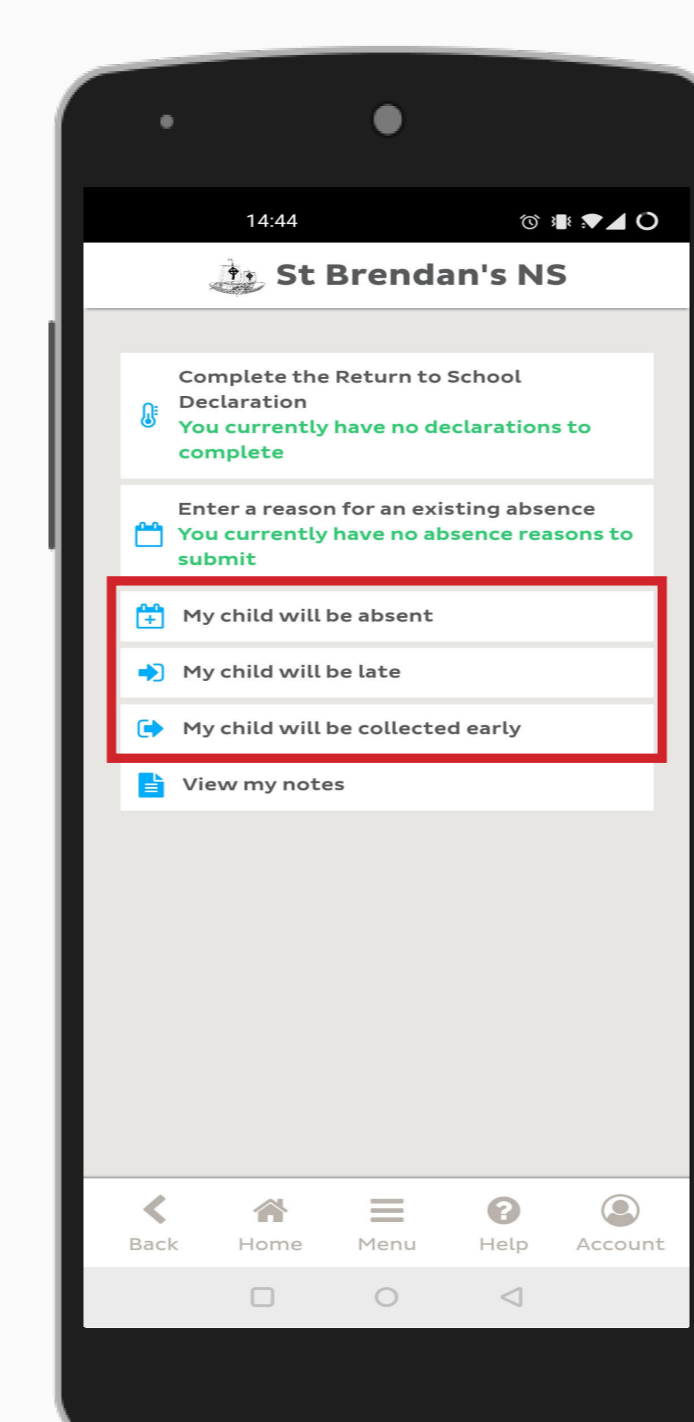 14:44
St Brendan's NS
Complete the Return to School
Declaration
You currently have no declarations to
complete
Enter a reason for an existing absence
You currently have no absence reasons to
submit
My child will be absent
My child will be late
My child will be collected early
View my notes
Back Home Menu Help Account